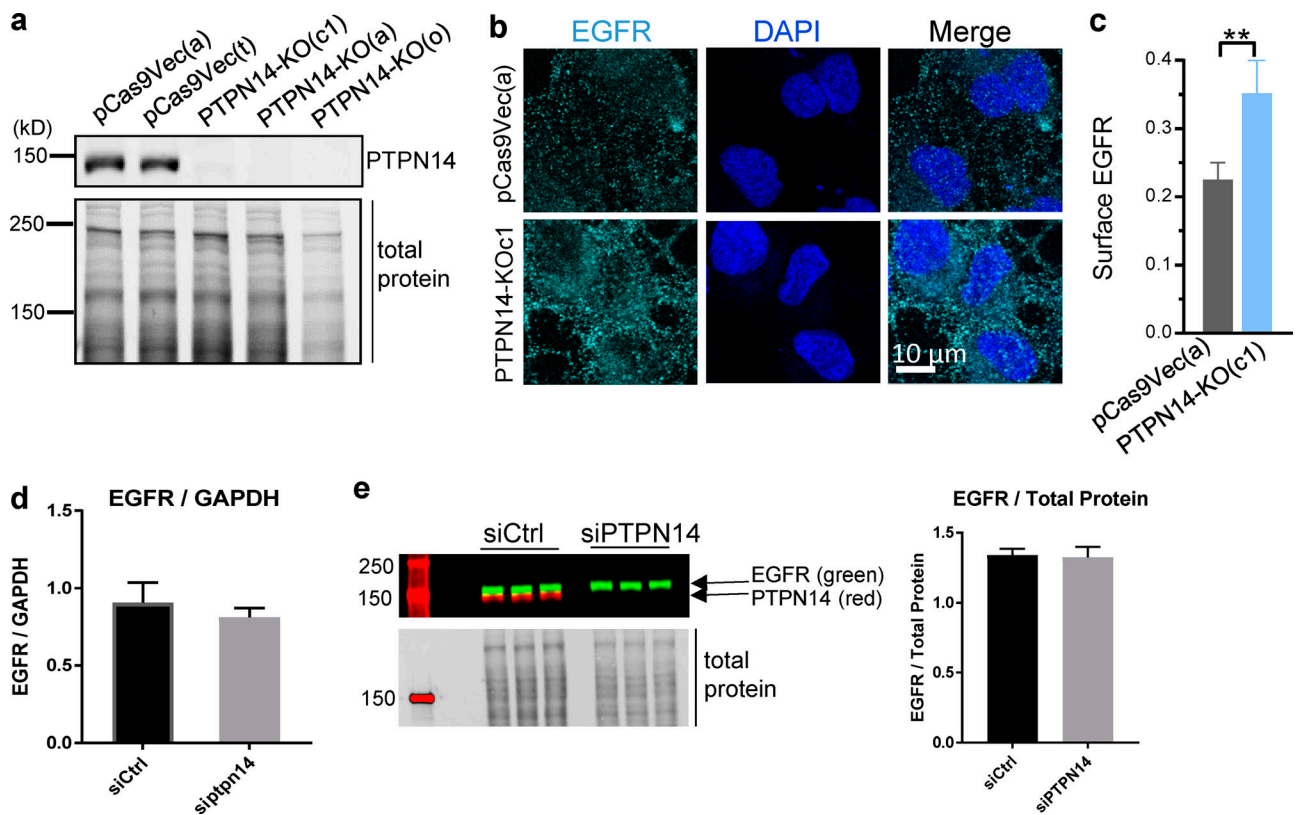 a
pCas9Vec(a)
pCas9Vec(t)
PTPN14-KO(c1)
PTPN14-KO(a)
PTPN14-KO(o)
(kD)
150
PTPN14
250
150
total
protein
b
EGFR
DAPI
Merge
pCas9Vec(a)
PTPN14-KOc1
10 µm
c
**
Surface EGFR
0.4
0.3
0.2
0.1
0.0
pCas9Vec(a)
PTPN14-KO(c1)
d
EGFR / GAPDH
EGFR / GAPDH
1.5
1.0
0.5
0.0
siCtrl
siptpn14
e
siCtrl
siPTPN14
250
150
EGFR (green)
PTPN14 (red)
150
total
protein
EGFR / Total Protein
EGFR / Total Protein
1.5
1.0
1.5
0.0
siCtrl
siPTPN14